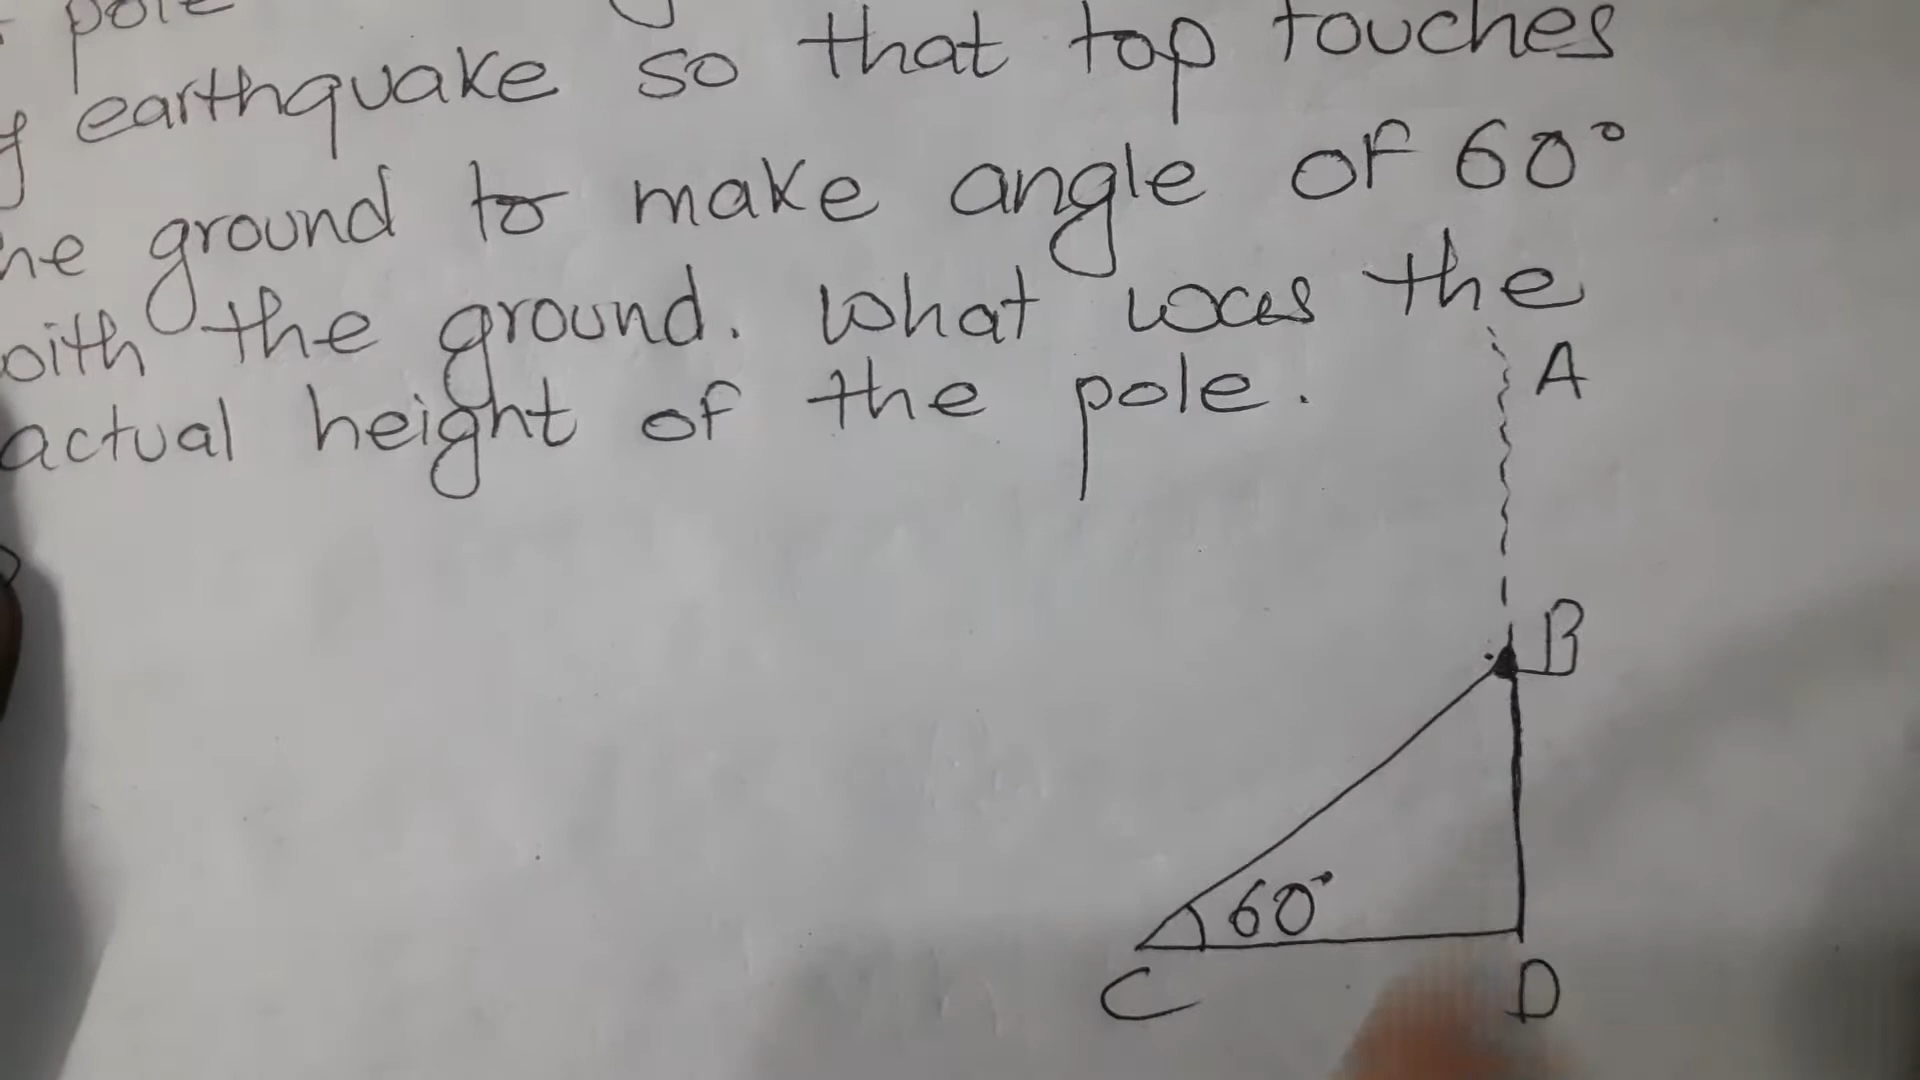 pole
earthquake so that top touches
ground to make angle of 60°
the ground. What was the
actual height of the pole.
A
B
60°
C
D